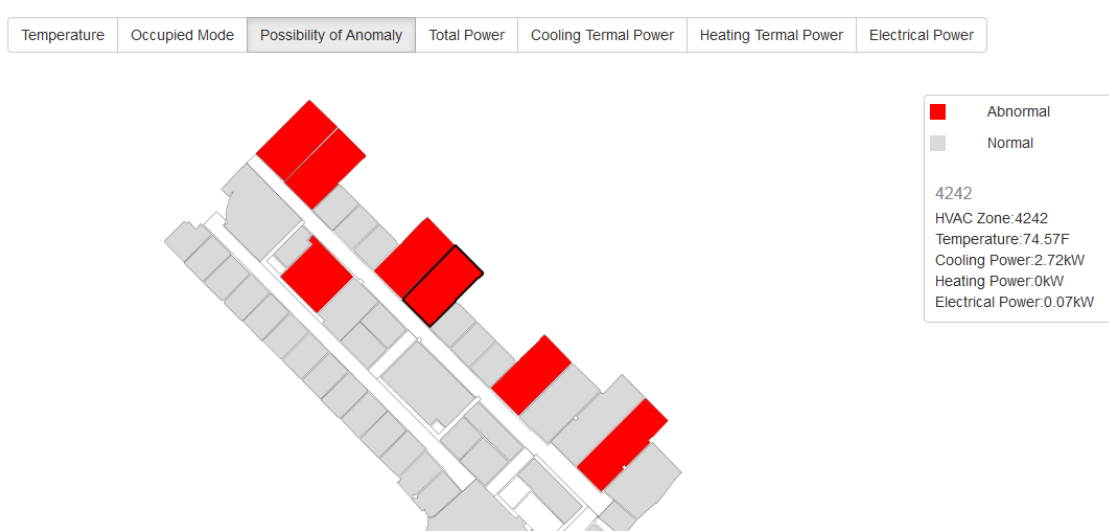 Temperature Occupied Mode Possibility of Anomaly Total Power Cooling Termal Power Heating Termal Power Electrical Power
Abnormal
Normal
4242
HVAC Zone:4242
Temperature:74.57F
Cooling Power:2.72kW
Heating Power:0kW
Electrical Power:0.07kW